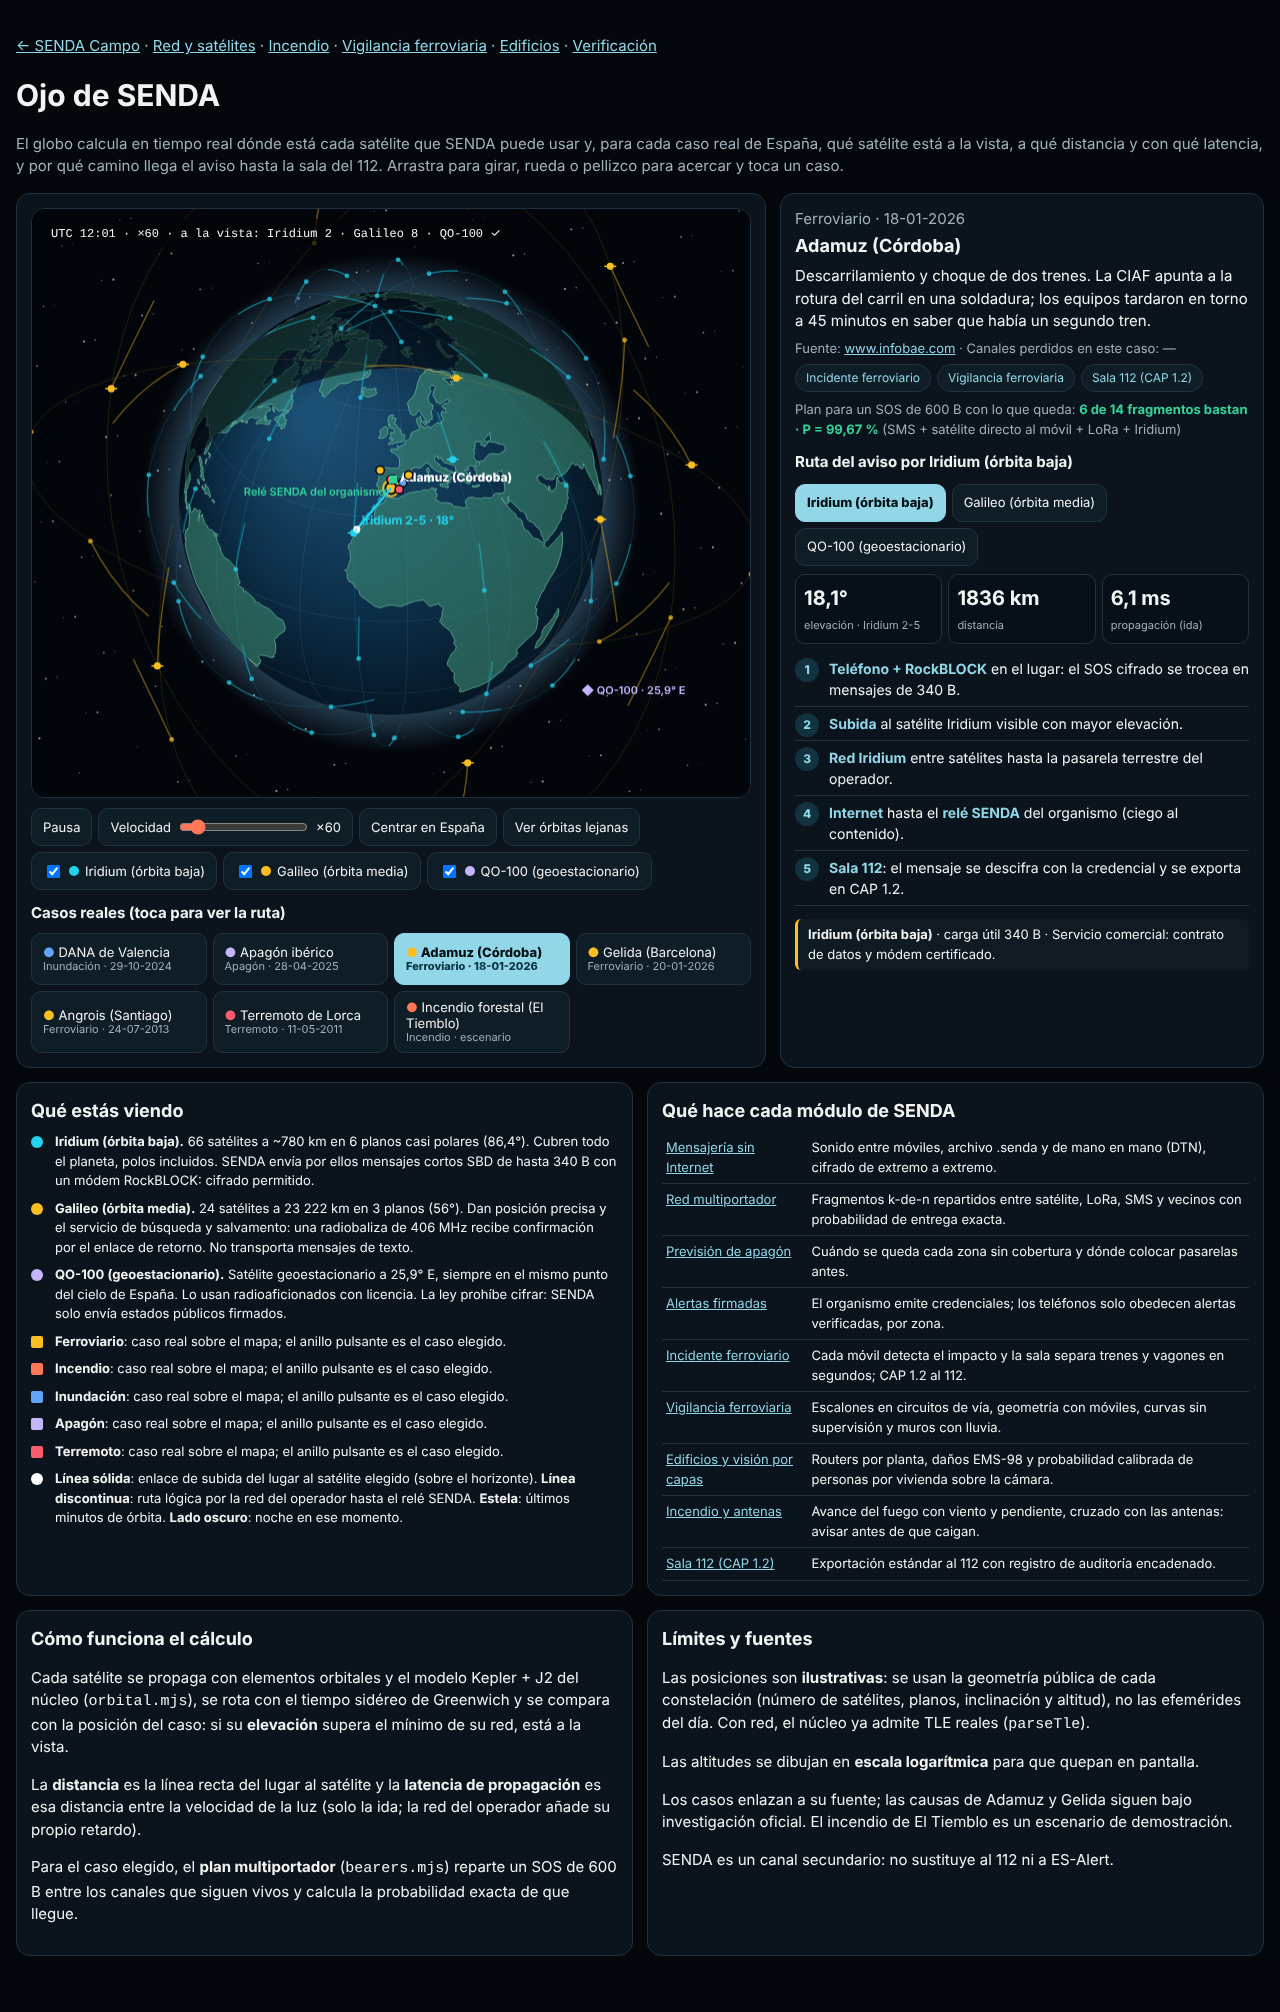 ← SENDA Campo · Red y satélites · Incendio · Vigilancia ferroviaria · Edificios · Verificación
Ojo de SENDA
El globo calcula en tiempo real dónde está cada satélite que SENDA puede usar y, para cada caso real de España, qué satélite está a la vista, a qué distancia y con qué latencia,
y por qué camino llega el aviso hasta la sala del 112. Arrastra para girar, rueda o pellizco para acercar y toca un caso.
UTC 12:01 · ×60 · a la vista: Iridium 2 · Galileo 8 · QO-100 ✓
Adamuz (Córdoba)
Relé SENDA del organismo
Iridium 2-5 · 18°
QO-100 · 25,9° E
Pausa
Velocidad ×60
Centrar en España
Ver órbitas lejanas
Iridium (órbita baja)
Galileo (órbita media)
QO-100 (geoestacionario)
Casos reales (toca para ver la ruta)
DANA de Valencia
Inundación · 29-10-2024
Apagón ibérico
Apagón · 28-04-2025
Adamuz (Córdoba)
Ferroviario · 18-01-2026
Gelida (Barcelona)
Ferroviario · 20-01-2026
Angrois (Santiago)
Ferroviario · 24-07-2013
Terremoto de Lorca
Terremoto · 11-05-2011
Incendio forestal (El
Tiemblo)
Incendio · escenario
Ferroviario · 18-01-2026
Adamuz (Córdoba)
Descarrilamiento y choque de dos trenes. La CIAF apunta a la
rotura del carril en una soldadura; los equipos tardaron en torno
a 45 minutos en saber que había un segundo tren.
Fuente: www.infobae.com · Canales perdidos en este caso: —
Incidente ferroviario
Vigilancia ferroviaria
Sala 112 (CAP 1.2)
Plan para un SOS de 600 B con lo que queda: 6 de 14 fragmentos bastan
· P = 99,67 % (SMS + satélite directo al móvil + LoRa + Iridium)
Ruta del aviso por Iridium (órbita baja)
Iridium (órbita baja)
Galileo (órbita media)
QO-100 (geoestacionario)
18,1°
elevación · Iridium 2-5
1836 km
distancia
6,1 ms
propagación (ida)
1 Teléfono + RockBLOCK en el lugar: el SOS cifrado se trocea en
mensajes de 340 B.
2 Subida al satélite Iridium visible con mayor elevación.
3 Red Iridium entre satélites hasta la pasarela terrestre del
operador.
4 Internet hasta el relé SENDA del organismo (ciego al
contenido).
5 Sala 112: el mensaje se descifra con la credencial y se exporta
en CAP 1.2.
Iridium (órbita baja) · carga útil 340 B · Servicio comercial: contrato
de datos y módem certificado.
Qué estás viendo
Iridium (órbita baja). 66 satélites a ~780 km en 6 planos casi polares (86,4°). Cubren todo
el planeta, polos incluidos. SENDA envía por ellos mensajes cortos SBD de hasta 340 B con
un módem RockBLOCK: cifrado permitido.
Galileo (órbita media). 24 satélites a 23 222 km en 3 planos (56°). Dan posición precisa y
el servicio de búsqueda y salvamento: una radiobaliza de 406 MHz recibe confirmación
por el enlace de retorno. No transporta mensajes de texto.
QO-100 (geoestacionario). Satélite geoestacionario a 25,9° E, siempre en el mismo punto
del cielo de España. Lo usan radioaficionados con licencia. La ley prohíbe cifrar: SENDA
solo envía estados públicos firmados.
Ferroviario: caso real sobre el mapa; el anillo pulsante es el caso elegido.
Incendio: caso real sobre el mapa; el anillo pulsante es el caso elegido.
Inundación: caso real sobre el mapa; el anillo pulsante es el caso elegido.
Apagón: caso real sobre el mapa; el anillo pulsante es el caso elegido.
Terremoto: caso real sobre el mapa; el anillo pulsante es el caso elegido.
Línea sólida: enlace de subida del lugar al satélite elegido (sobre el horizonte). Línea
discontinua: ruta lógica por la red del operador hasta el relé SENDA. Estela: últimos
minutos de órbita. Lado oscuro: noche en ese momento.
Qué hace cada módulo de SENDA
Mensajería sin
Internet
Sonido entre móviles, archivo .senda y de mano en mano (DTN),
cifrado de extremo a extremo.
Red multiportador
Fragmentos k-de-n repartidos entre satélite, LoRa, SMS y vecinos con
probabilidad de entrega exacta.
Previsión de apagón
Cuándo se queda cada zona sin cobertura y dónde colocar pasarelas
antes.
Alertas firmadas
El organismo emite credenciales; los teléfonos solo obedecen alertas
verificadas, por zona.
Incidente ferroviario
Cada móvil detecta el impacto y la sala separa trenes y vagones en
segundos; CAP 1.2 al 112.
Vigilancia ferroviaria
Escalones en circuitos de vía, geometría con móviles, curvas sin
supervisión y muros con lluvia.
Edificios y visión por
capas
Routers por planta, daños EMS-98 y probabilidad calibrada de
personas por vivienda sobre la cámara.
Incendio y antenas
Avance del fuego con viento y pendiente, cruzado con las antenas:
avisar antes de que caigan.
Sala 112 (CAP 1.2)
Exportación estándar al 112 con registro de auditoría encadenado.
Cómo funciona el cálculo
Cada satélite se propaga con elementos orbitales y el modelo Kepler + J2 del
núcleo (orbital.mjs), se rota con el tiempo sidéreo de Greenwich y se compara
con la posición del caso: si su elevación supera el mínimo de su red, está a la
vista.
La distancia es la línea recta del lugar al satélite y la latencia de propagación es
esa distancia entre la velocidad de la luz (solo la ida; la red del operador añade su
propio retardo).
Para el caso elegido, el plan multiportador (bearers.mjs) reparte un SOS de 600
B entre los canales que siguen vivos y calcula la probabilidad exacta de que
llegue.
Límites y fuentes
Las posiciones son ilustrativas: se usan la geometría pública de cada
constelación (número de satélites, planos, inclinación y altitud), no las efemérides
del día. Con red, el núcleo ya admite TLE reales (parseTle).
Las altitudes se dibujan en escala logarítmica para que quepan en pantalla.
Los casos enlazan a su fuente; las causas de Adamuz y Gelida siguen bajo
investigación oficial. El incendio de El Tiemblo es un escenario de demostración.
SENDA es un canal secundario: no sustituye al 112 ni a ES-Alert.